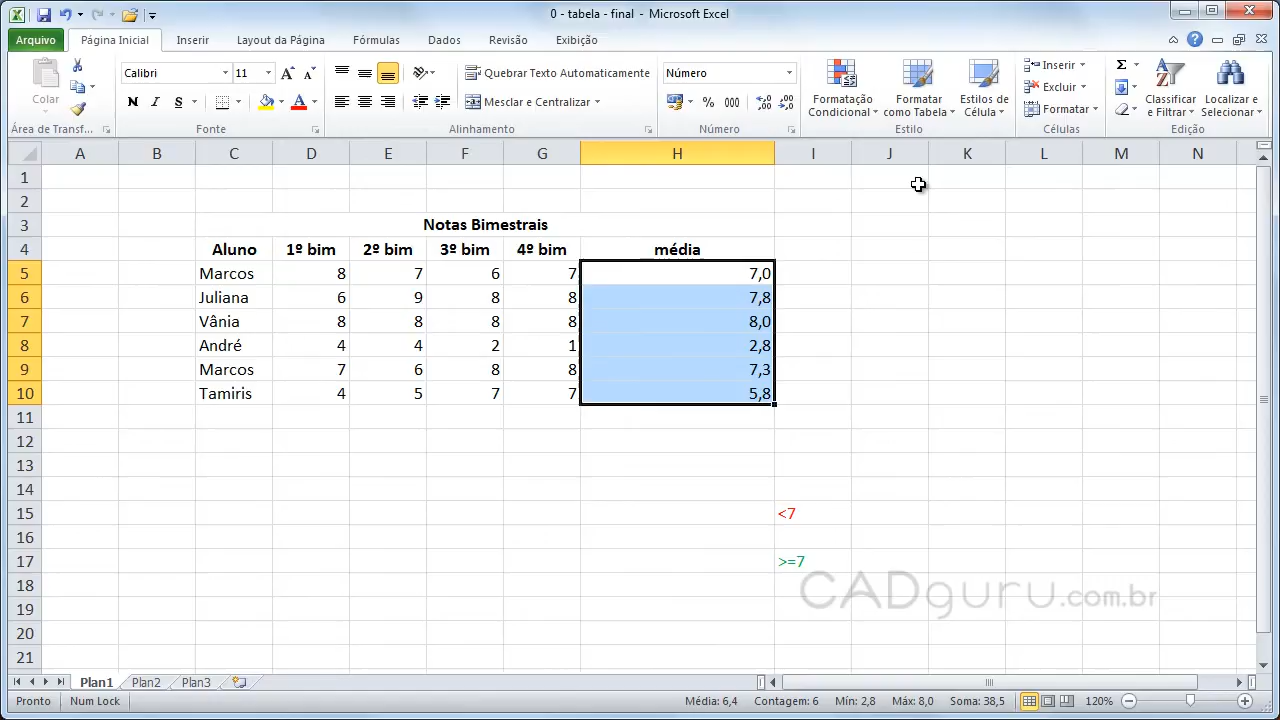 0 - tabela - final - Microsoft Excel
Arquivo Página Inicial Inserir Layout da Página Fórmulas Dados Revisão Exibição
Colar
Calibri 11
N I S A
Quebrar Texto Automaticamente
Mesclar e Centralizar
Número
% 000
Formatação Condicional
Formatar como Tabela
Estilos de Célula
Inserir
Excluir
Formatar
Σ
Classificar e Filtrar
Localizar e Selecionar
Área de Transf... Fonte Alinhamento Número Estilo Células Edição
A B C D E F G H I J K L M N
1
2
3 Notas Bimestrais
4 Aluno 1º bim 2º bim 3º bim 4º bim média
5 Marcos 8 7 6 7 7,0
6 Juliana 6 9 8 8 7,8
7 Vânia 8 8 8 8 8,0
8 André 4 4 2 1 2,8
9 Marcos 7 6 8 8 7,3
10 Tamiris 4 5 7 7 5,8
11
12
13
14
15 <7
16
17 >=7
18 CADguru.com.br
19
20
21
Plan1 Plan2 Plan3
Pronto Num Lock Média: 6,4 Contagem: 6 Mín: 2,8 Máx: 8,0 Soma: 38,5 120%